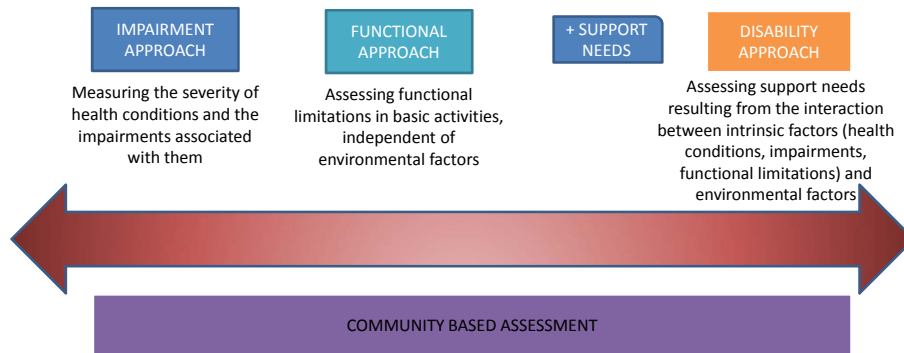 IMPAIRMENT
APPROACH
Measuring the severity of
health conditions and the
impairments associated
with them
FUNCTIONAL
APPROACH
Assessing functional
limitations in basic activities,
independent of
environmental factors
+ SUPPORT
NEEDS
DISABILITY
APPROACH
Assessing support needs
resulting from the interaction
between intrinsic factors (health
conditions, impairments,
functional limitations) and
environmental factors
COMMUNITY BASED ASSESSMENT